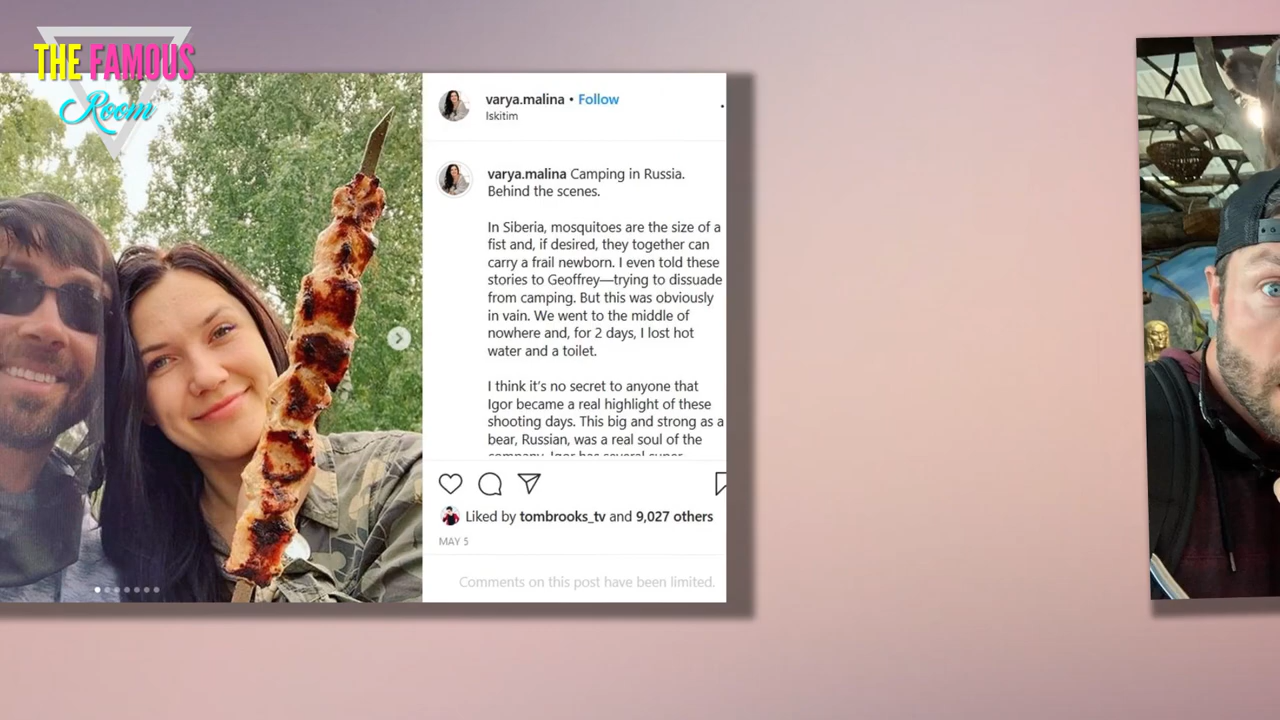 THE FAMOUS
Room
varya.malina • Follow
Iskitim
varya.malina Camping in Russia.
Behind the scenes.
In Siberia, mosquitoes are the size of a
fist and, if desired, they together can
carry a frail newborn. I even told these
stories to Geoffrey—trying to dissuade
from camping. But this was obviously
in vain. We went to the middle of
nowhere and, for 2 days, I lost hot
water and a toilet.
I think it's no secret to anyone that
Igor became a real highlight of these
shooting days. This big and strong as a
bear, Russian, was a real soul of the
company. Igor has several super
Liked by tombrooks_tv and 9,027 others
MAY 5
Comments on this post have been limited.